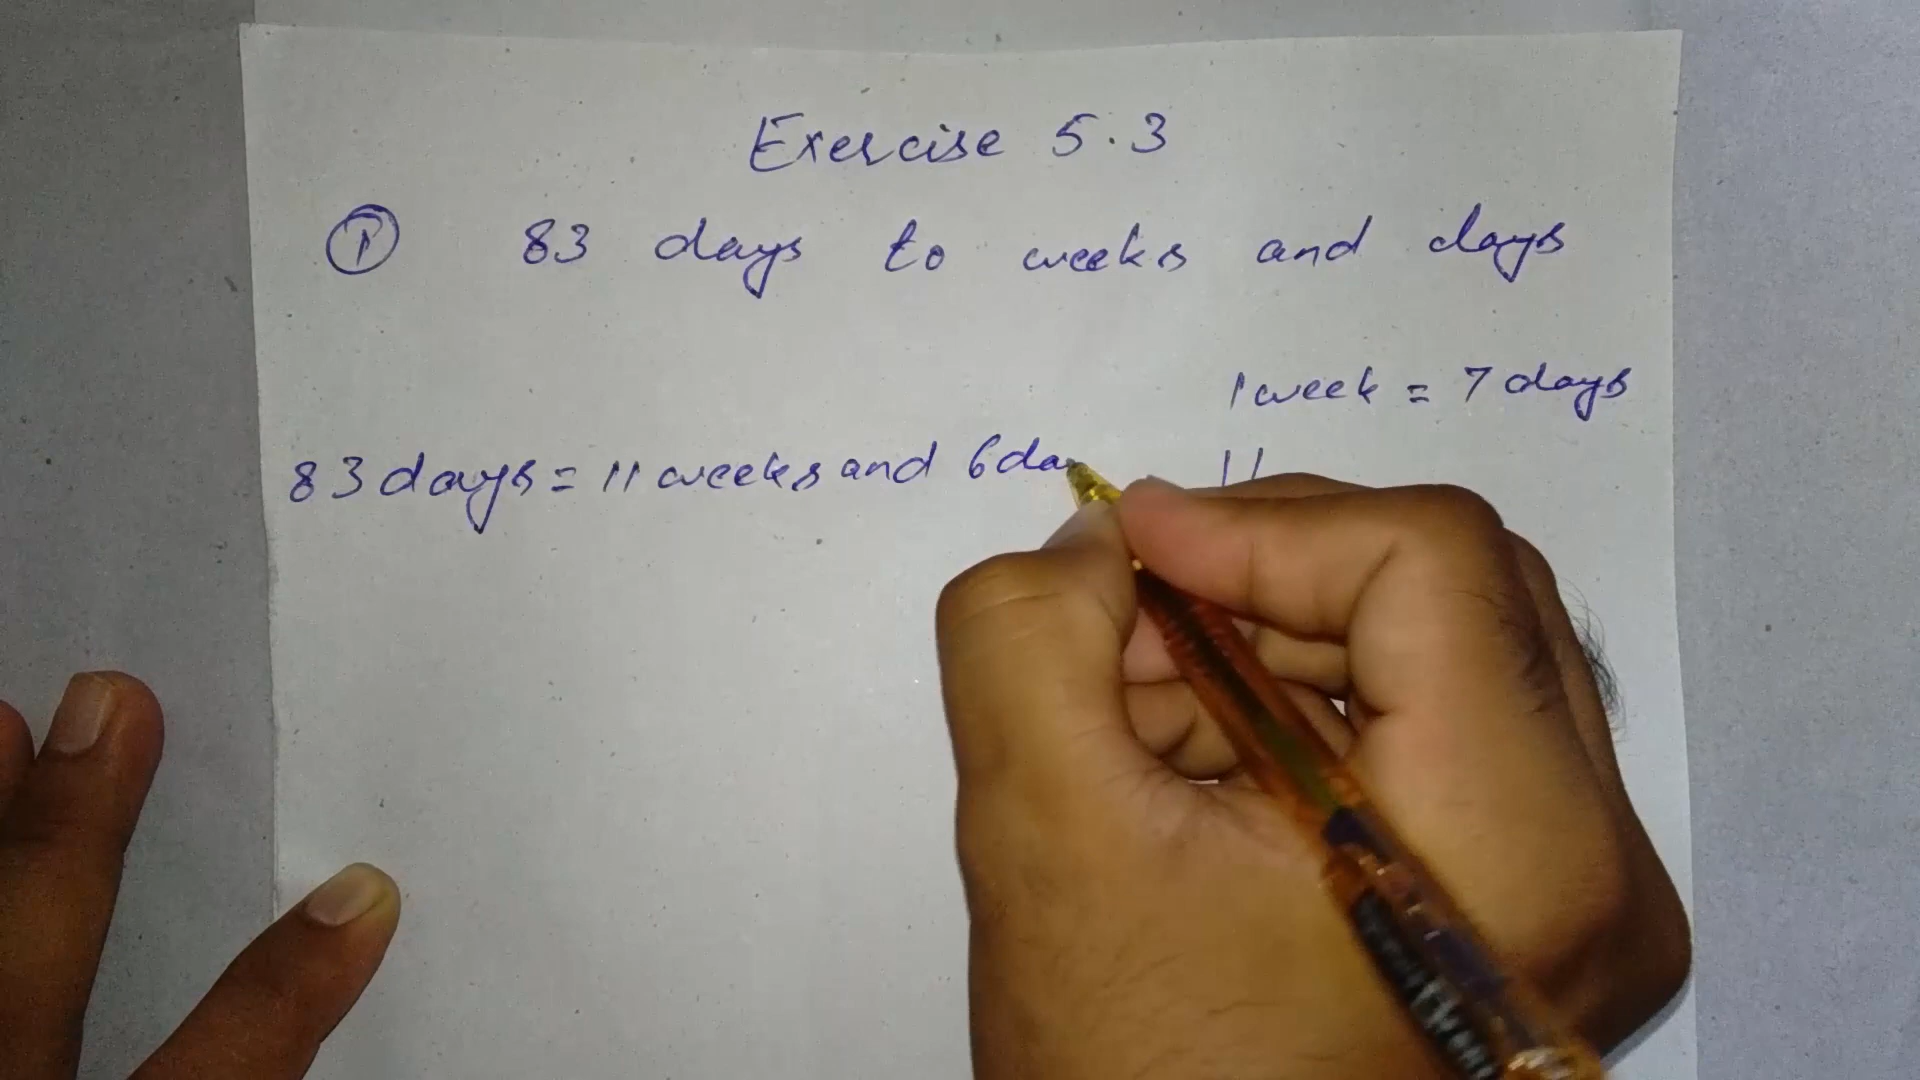 Exercise 5.3
1 83 days to weeks and days
1 week = 7 days
83 days = 11 weeks and 6 da
11